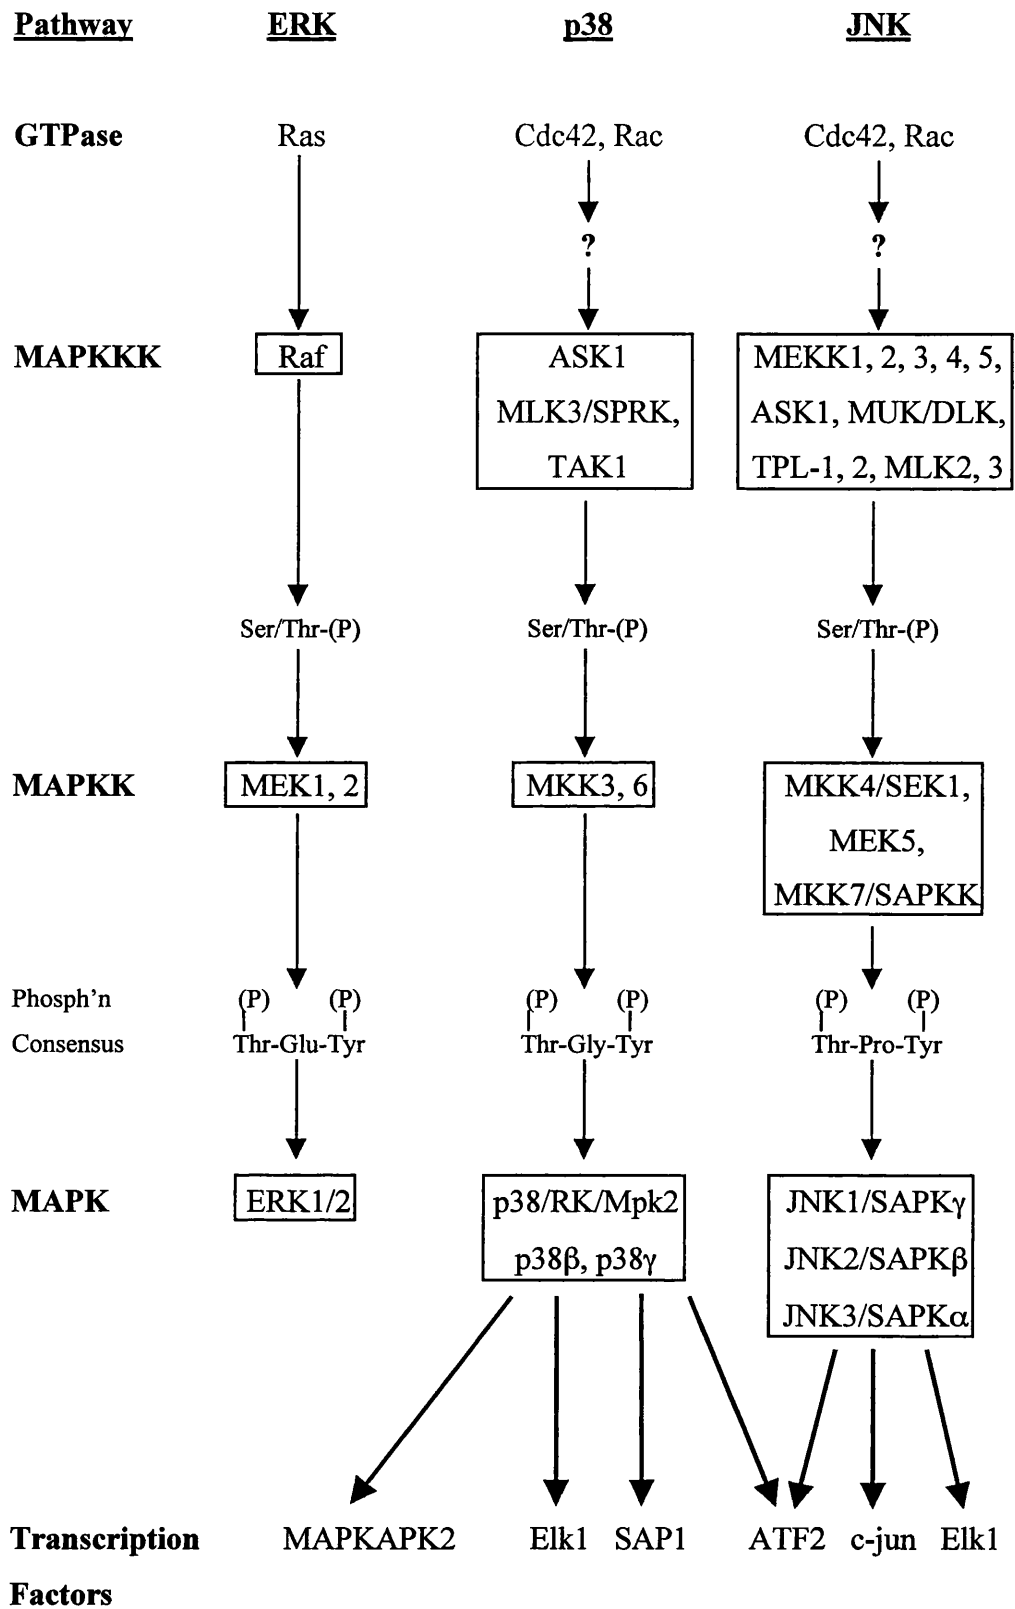 Pathway ERK p38 JNK
GTPase Ras Cdc42, Rac Cdc42, Rac
? ?
MAPKKK Raf ASK1 MEKK1, 2, 3, 4, 5,
MLK3/SPRK, ASK1, MUK/DLK,
TAK1 TPL-1, 2, MLK2, 3
Ser/Thr-(P) Ser/Thr-(P) Ser/Thr-(P)
MAPKK MEK1, 2 MKK3, 6 MKK4/SEK1,
MEK5,
MKK7/SAPKK
Phosph'n (P) (P) (P) (P) (P) (P)
Consensus Thr-Glu-Tyr Thr-Gly-Tyr Thr-Pro-Tyr
MAPK ERK1/2 p38/RK/Mpk2 JNK1/SAPKγ
p38β, p38γ JNK2/SAPKβ
JNK3/SAPKα
Transcription MAPKAPK2 Elk1 SAP1 ATF2 c-jun Elk1
Factors